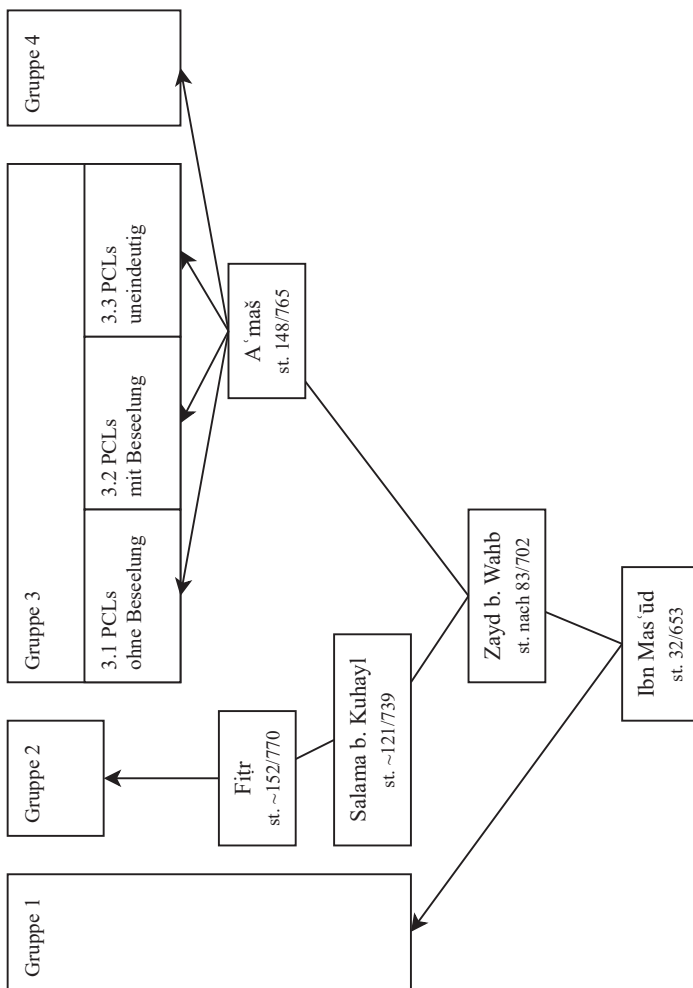 Gruppe 1
Gruppe 2
Gruppe 3
Gruppe 4
3.1 PCLs
ohne Beseelung
3.2 PCLs
mit Beseelung
3.3 PCLs
uneindeutig
Fiṭr
st. ~152/770
Aʿmaš
st. 148/765
Salama b. Kuhayl
st. ~121/739
Zayd b. Wahb
st. nach 83/702
Ibn Masʿūd
st. 32/653